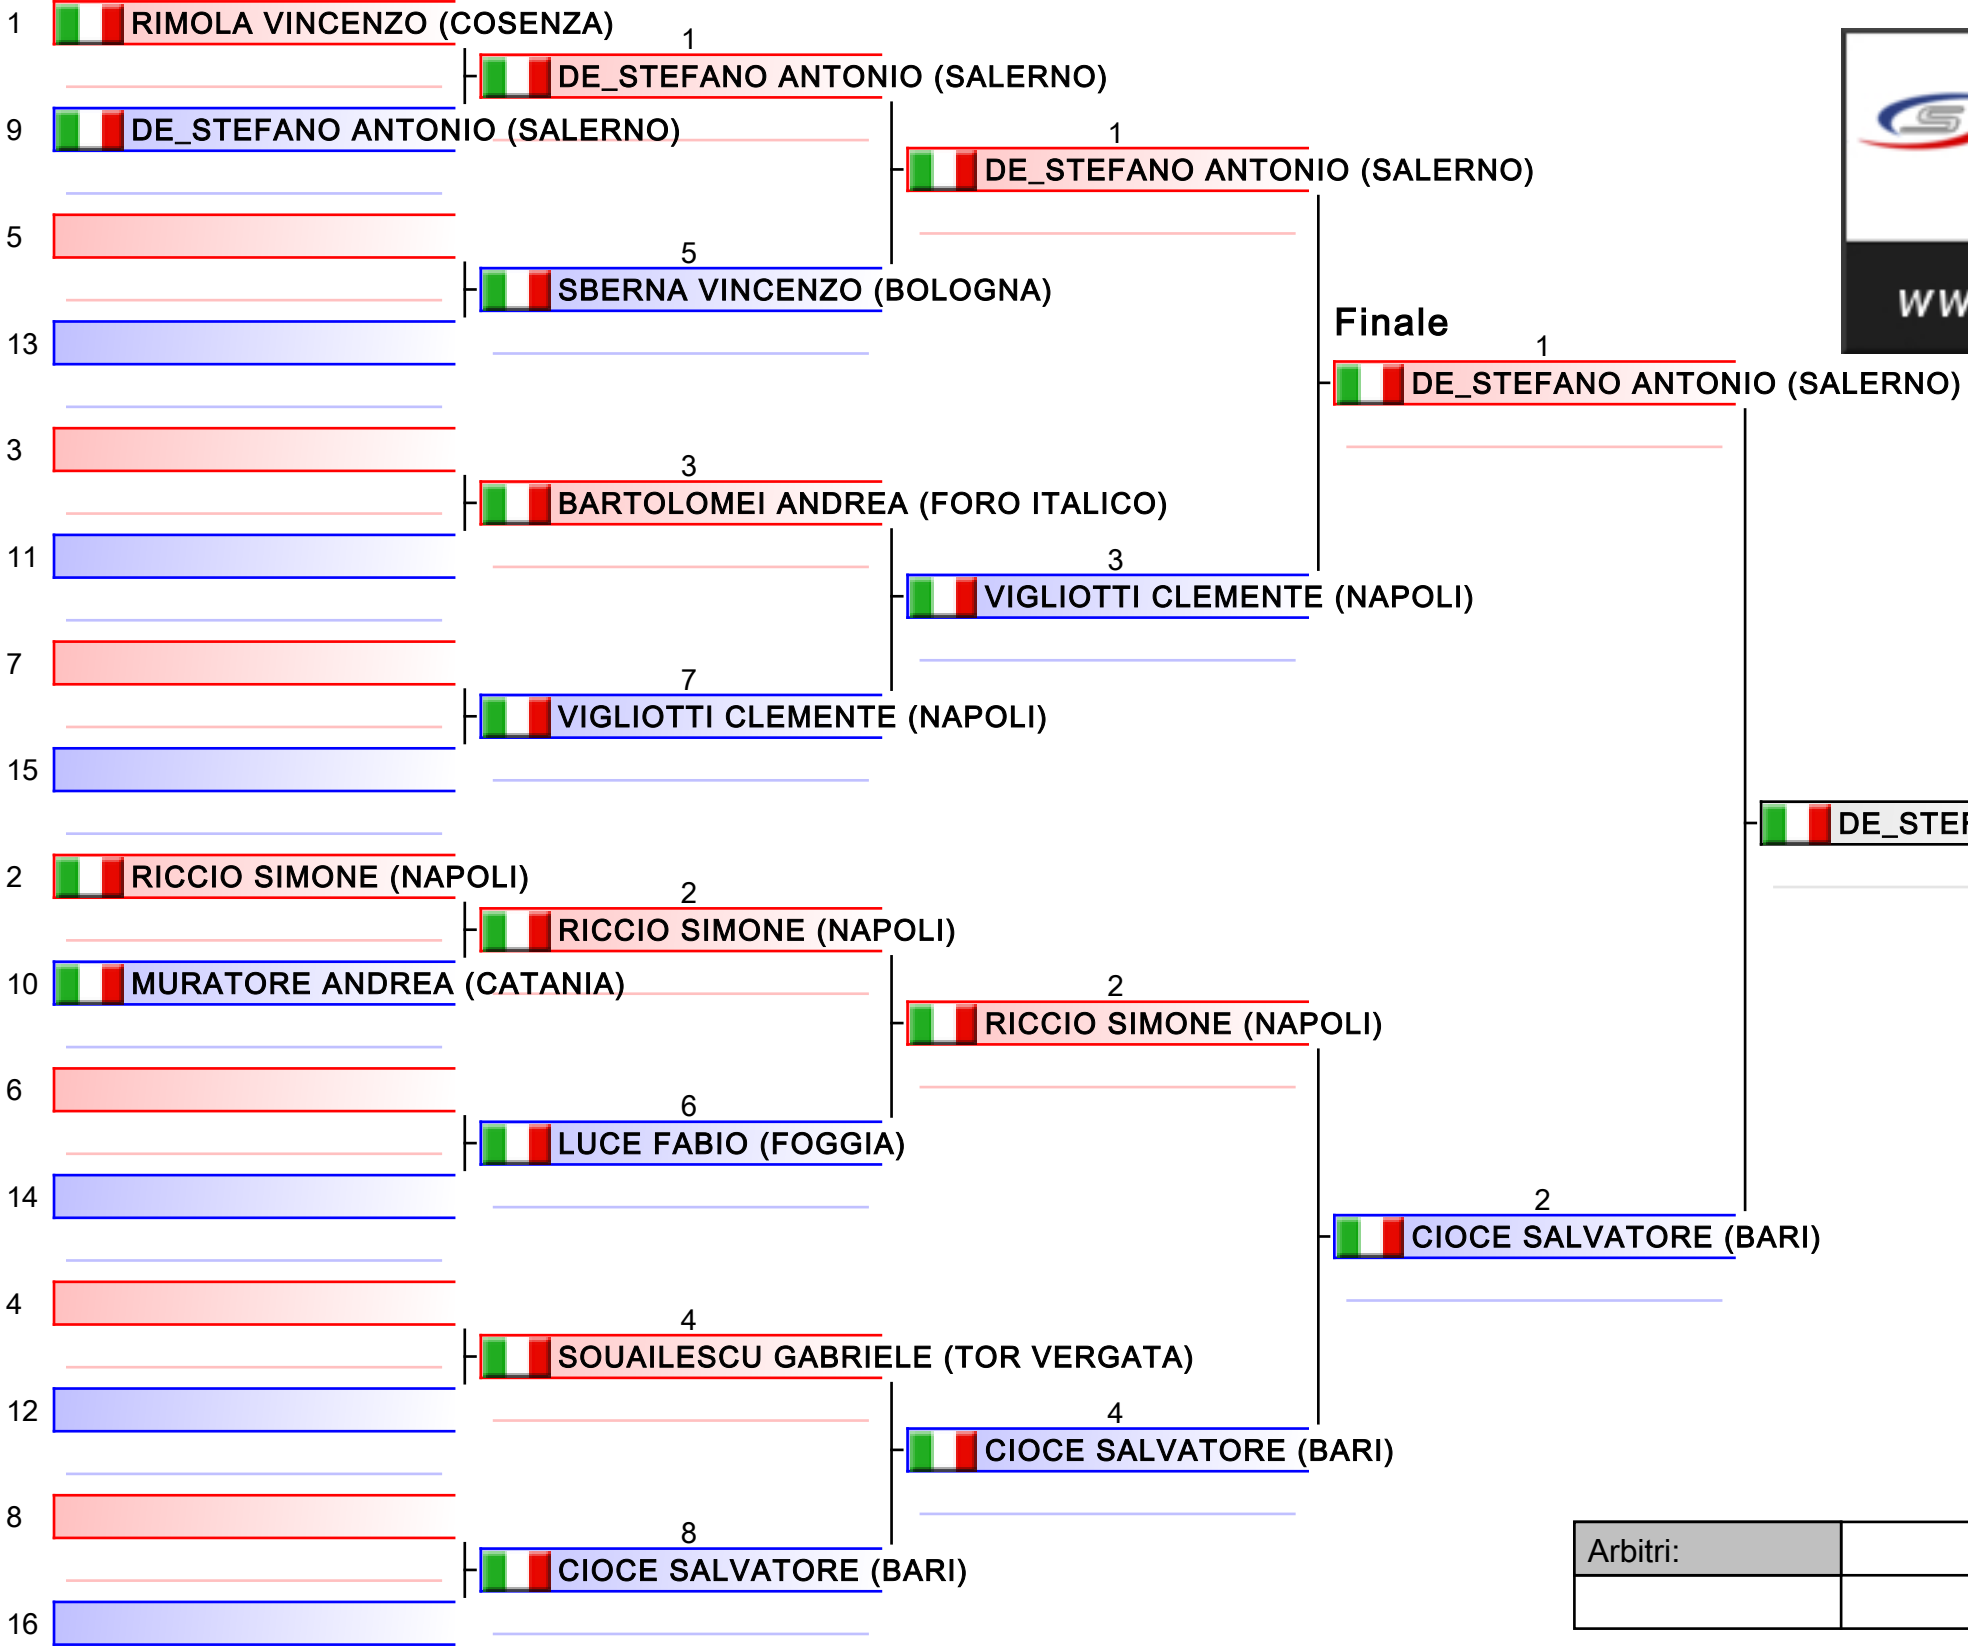 1 RIMOLA VINCENZO (COSENZA)
1
DE_STEFANO ANTONIO (SALERNO)
9 DE_STEFANO ANTONIO (SALERNO)
1
DE_STEFANO ANTONIO (SALERNO)
5
5
SBERNA VINCENZO (BOLOGNA)
13
Finale
1
DE_STEFANO ANTONIO (SALERNO)
3
3
BARTOLOMEI ANDREA (FORO ITALICO)
11
3
VIGLIOTTI CLEMENTE (NAPOLI)
7
7
VIGLIOTTI CLEMENTE (NAPOLI)
15
DE_STE
2 RICCIO SIMONE (NAPOLI)
2
RICCIO SIMONE (NAPOLI)
10 MURATORE ANDREA (CATANIA)
2
RICCIO SIMONE (NAPOLI)
6
6
LUCE FABIO (FOGGIA)
14
2
CIOCE SALVATORE (BARI)
4
4
SOUAILESCU GABRIELE (TOR VERGATA)
12
4
CIOCE SALVATORE (BARI)
8
8
CIOCE SALVATORE (BARI)
16
Arbitri: